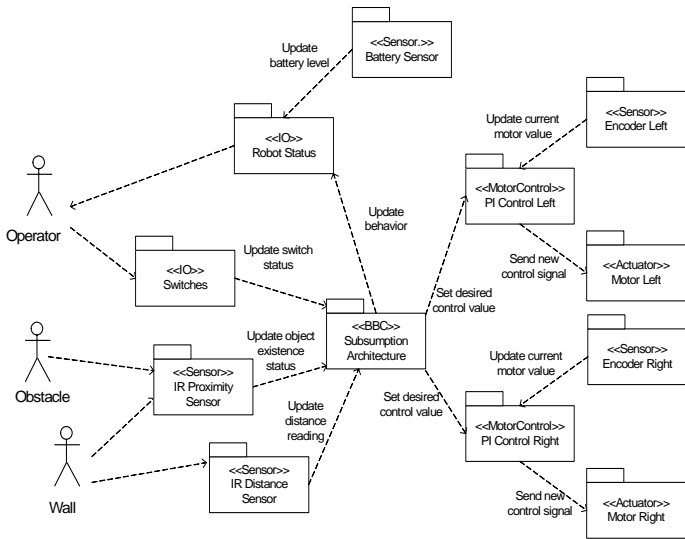 <<Sensor.>>
Battery Sensor
Update
battery level
<<IO>>
Robot Status
Operator
<<IO>>
Switches
Update switch
status
Update
behavior
<<Sensor>>
Encoder Left
Update current
motor value
<<MotorControl>>
PI Control Left
Send new
control signal
<<Actuator>>
Motor Left
Set desired
control value
<<BBC>>
Subsumption
Architecture
Obstacle
<<Sensor>>
IR Proximity
Sensor
Update object
existence
status
Update
distance
reading
Wall
<<Sensor>>
IR Distance
Sensor
Set desired
control value
Update current
motor value
<<Sensor>>
Encoder Right
<<MotorControl>>
PI Control Right
Send new
control signal
<<Actuator>>
Motor Right